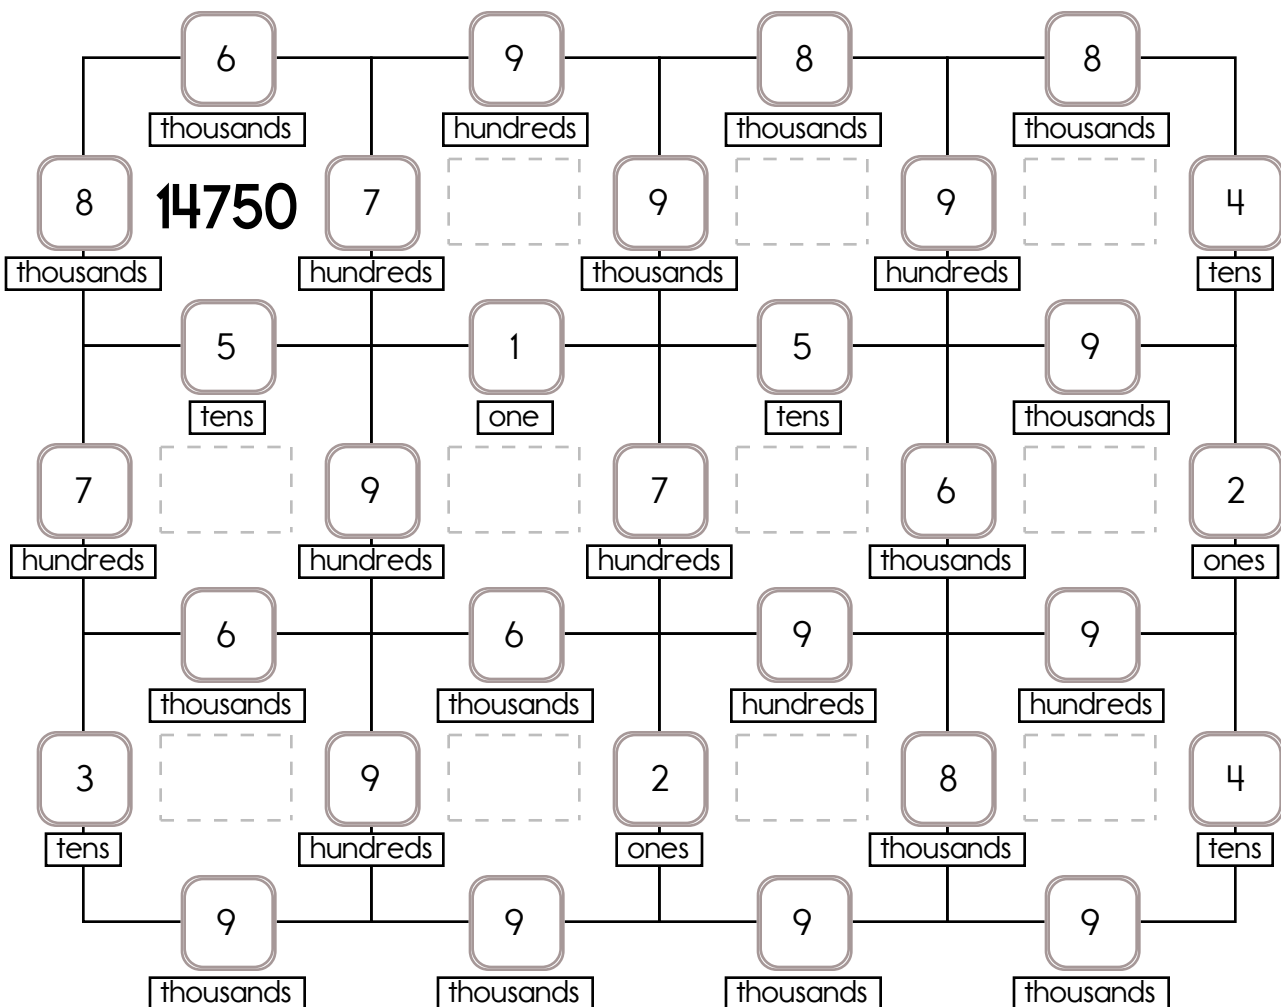 6 9 8 8
thousands hundreds thousands thousands
8 14750 7 9 9 4
thousands hundreds thousands hundreds tens
5 1 5 9
tens one tens thousands
7 9 7 6 2
hundreds hundreds hundreds thousands ones
6 6 9 9
thousands thousands hundreds hundreds
3 9 2 8 4
tens hundreds ones thousands tens
9 9 9 9
thousands thousands thousands thousands